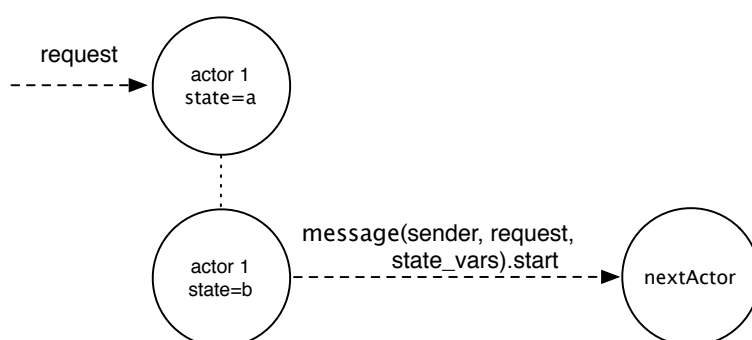 request
actor 1
state=a
message(sender, request,
state_vars).start
actor 1
state=b
nextActor